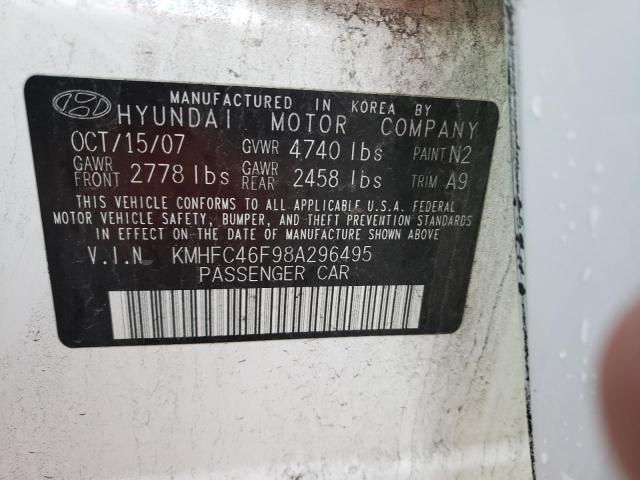 MANUFACTURED IN KOREA BY
HYUNDAI MOTOR COMPANY
OCT/15/07 GVWR 4740 lbs PAINT N2
GAWR FRONT 2778 lbs GAWR REAR 2458 lbs TRIM A9
THIS VEHICLE COMPLIES TO APPLICABLE U.S.A. FEDERAL
MOTOR VEHICLE SAFETY, BUMPER, AND THEFT PREVENTION STANDARDS
IN EFFECT ON THE DATE OF MANUFACTURE SHOWN ABOVE.
V.I.N KMHFC46F98A296495
PASSENGER CAR